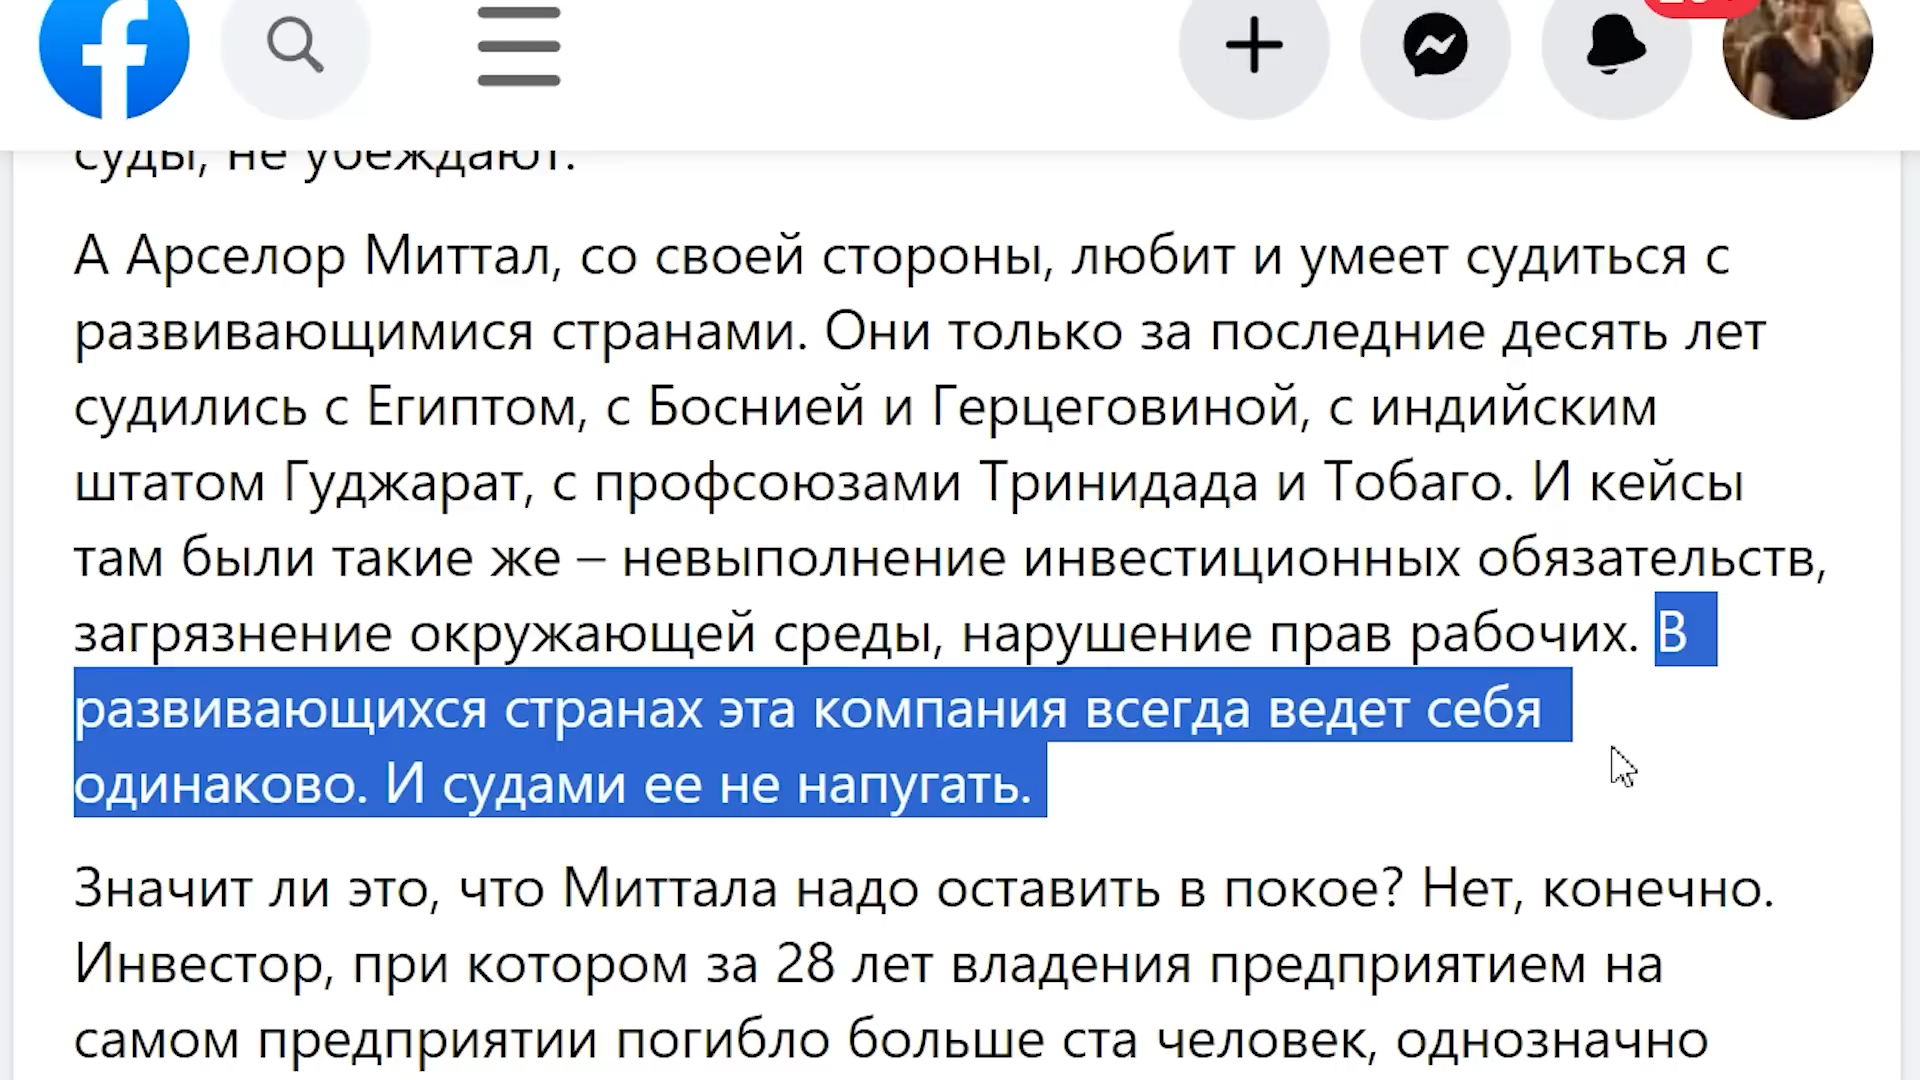 суды, не убеждают.
А Арселор Миттал, со своей стороны, любит и умеет судиться с
развивающимися странами. Они только за последние десять лет
судились с Египтом, с Боснией и Герцеговиной, с индийским
штатом Гуджарат, с профсоюзами Тринидада и Тобаго. И кейсы
там были такие же – невыполнение инвестиционных обязательств,
загрязнение окружающей среды, нарушение прав рабочих. В
развивающихся странах эта компания всегда ведет себя
одинаково. И судами ее не напугать.
Значит ли это, что Миттала надо оставить в покое? Нет, конечно.
Инвестор, при котором за 28 лет владения предприятием на
самом предприятии погибло больше ста человек, однозначно